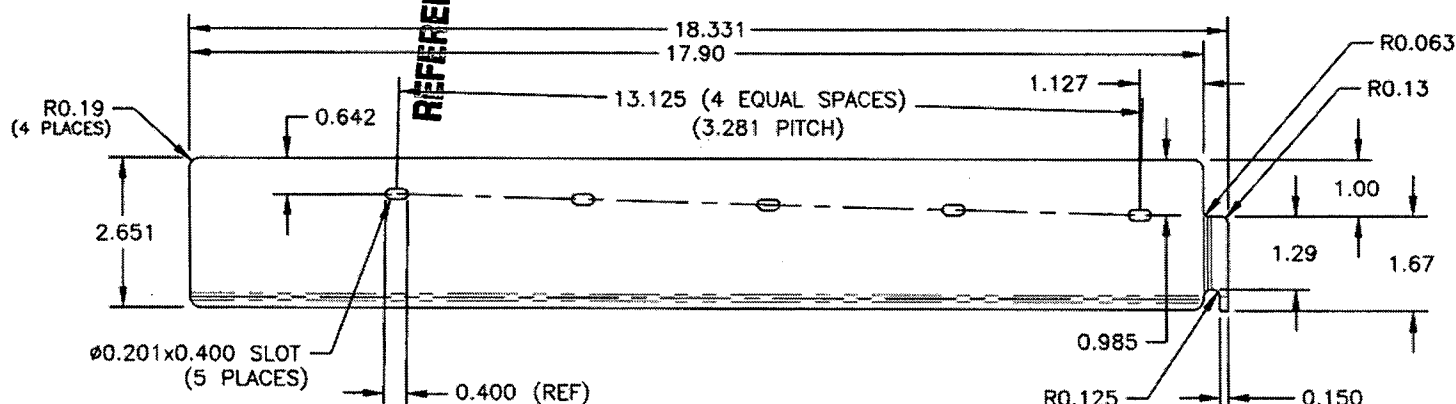 18.331
17.90
REFEREN
R0.063
R0.13
1.127
13.125 (4 EQUAL SPACES)
(3.281 PITCH)
R0.19
(4 PLACES)
0.642
1.00
2.651
1.29
1.67
0.985
Ø0.201x0.400 SLOT
(5 PLACES)
0.400 (REF)
R0.125
0.150